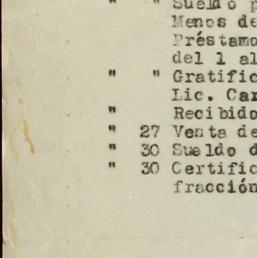 " " Sueldo p
Menos de
Préstamo
del 1 al
" " Gratific
Lic. Car
" Recibido
" 27 Venta de
" 30 Sueldo d
" 30 Certific
fracción